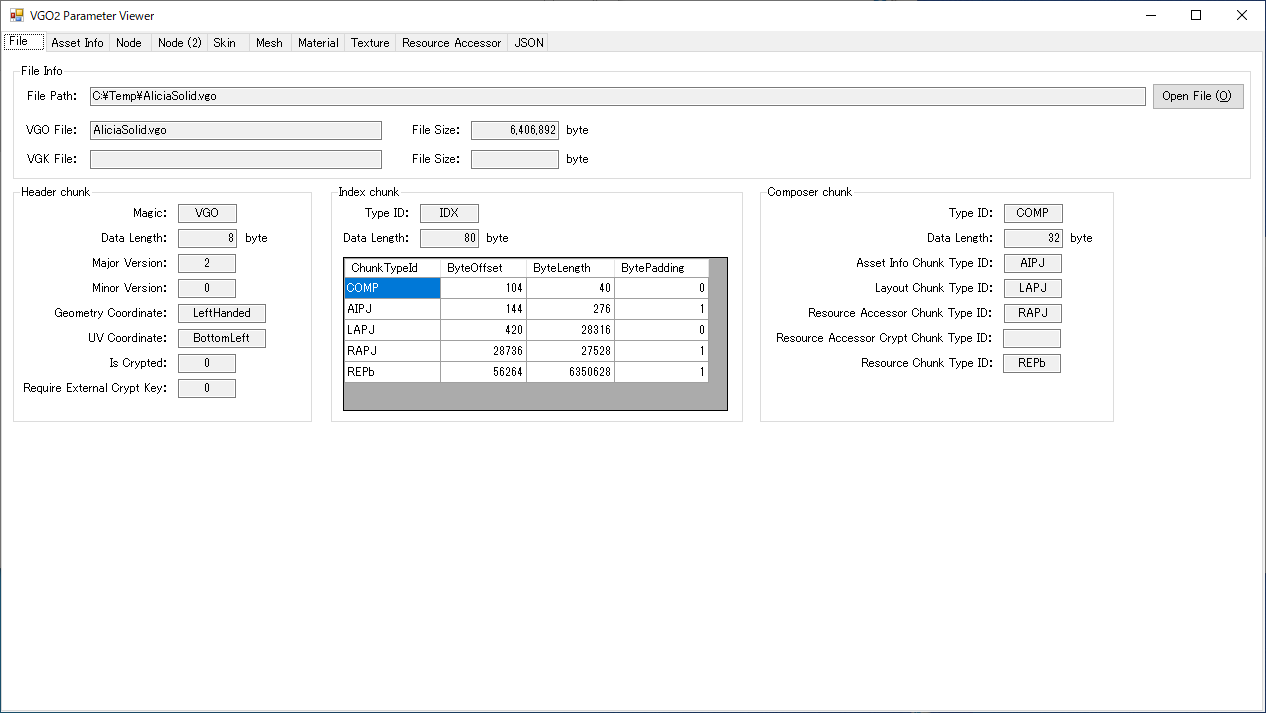 VGO2 Parameter Viewer
File Asset Info Node Node (2) Skin Mesh Material Texture Resource Accessor JSON
File Info
File Path: C:¥Temp¥AliciaSolid.vgo Open File (O)
VGO File: AliciaSolid.vgo File Size: 6,406,892 byte
VGK File: File Size: byte
Header chunk
Magic: VGO
Data Length: 8 byte
Major Version: 2
Minor Version: 0
Geometry Coordinate: LeftHanded
UV Coordinate: BottomLeft
Is Crypted: 0
Require External Crypt Key: 0
Index chunk
Type ID: IDX
Data Length: 80 byte
ChunkTypeId ByteOffset ByteLength BytePadding
COMP 104 40 0
AIPJ 144 276 1
LAPJ 420 28316 0
RAPJ 28736 27528 1
REPb 56264 6350628 1
Composer chunk
Type ID: COMP
Data Length: 32 byte
Asset Info Chunk Type ID: AIPJ
Layout Chunk Type ID: LAPJ
Resource Accessor Chunk Type ID: RAPJ
Resource Accessor Crypt Chunk Type ID:
Resource Chunk Type ID: REPb